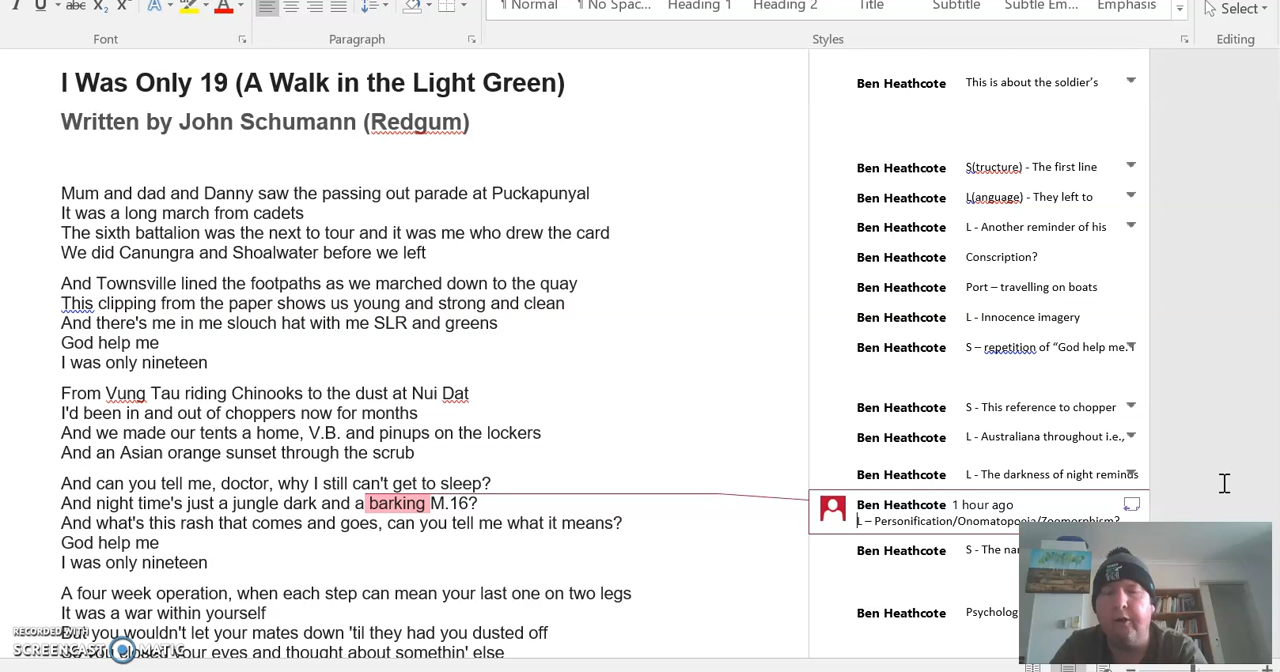 I U abc X₂ X² A A
Normal
No Spac...
Heading 1
Heading 2
Title
Subtitle
Subtle Em...
Emphasis
Select
Font
Paragraph
Styles
Editing
I Was Only 19 (A Walk in the Light Green)
Written by John Schumann (Redgum)
Mum and dad and Danny saw the passing out parade at Puckapunyal
It was a long march from cadets
The sixth battalion was the next to tour and it was me who drew the card
We did Canungra and Shoalwater before we left
And Townsville lined the footpaths as we marched down to the quay
This clipping from the paper shows us young and strong and clean
And there's me in me slouch hat with me SLR and greens
God help me
I was only nineteen
From Vung Tau riding Chinooks to the dust at Nui Dat
I'd been in and out of choppers now for months
And we made our tents a home, V.B. and pinups on the lockers
And an Asian orange sunset through the scrub
And can you tell me, doctor, why I still can't get to sleep?
And night time's just a jungle dark and a barking M.16?
And what's this rash that comes and goes, can you tell me what it means?
God help me
I was only nineteen
A four week operation, when each step can mean your last one on two legs
It was a war within yourself
you wouldn't let your mates down 'til they had you dusted off
So you closed your eyes and thought about somethin' else
Ben Heathcote This is about the soldier's
Ben Heathcote S(tructure) - The first line
Ben Heathcote L(anguage) - They left to
Ben Heathcote L - Another reminder of his
Ben Heathcote Conscription?
Ben Heathcote Port – travelling on boats
Ben Heathcote L - Innocence imagery
Ben Heathcote S – repetition of “God help me.
Ben Heathcote S - This reference to chopper
Ben Heathcote L - Australiana throughout i.e.,
Ben Heathcote L - The darkness of night reminds
Ben Heathcote 1 hour ago
L – Personification/Onomatopoeia/Zoomorphism?
Ben Heathcote S - The nar
Ben Heathcote Psycholog
RECORDED WITH
SCREENCAST MATIC